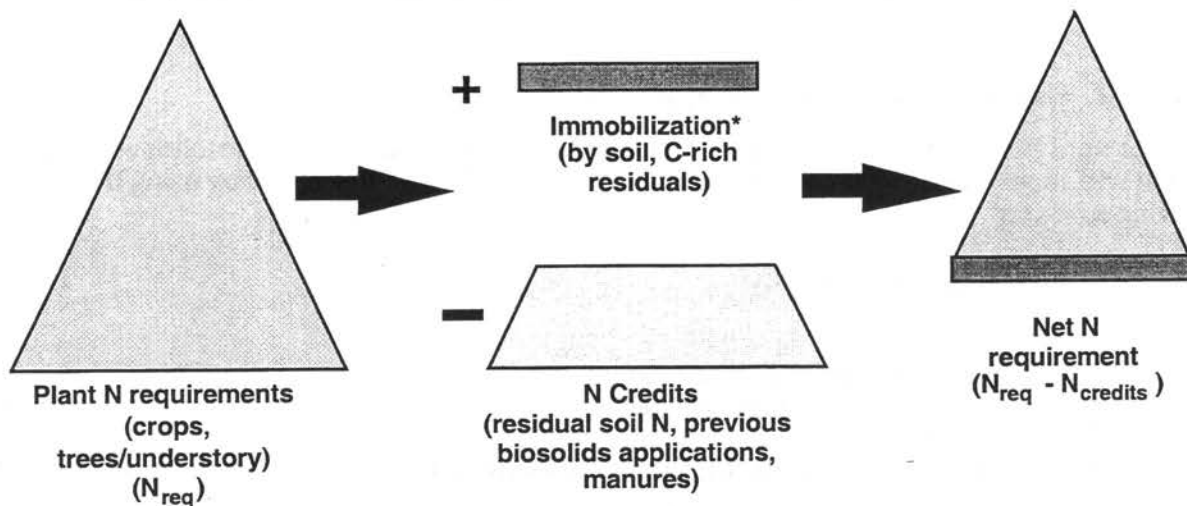 Plant N requirements
(crops,
trees/understory)
(Nreq)
+
Immobilization*
(by soil, C-rich
residuals)
−
N Credits
(residual soil N, previous
biosolids applications,
manures)
Net N
requirement
(Nreq - Ncredits )